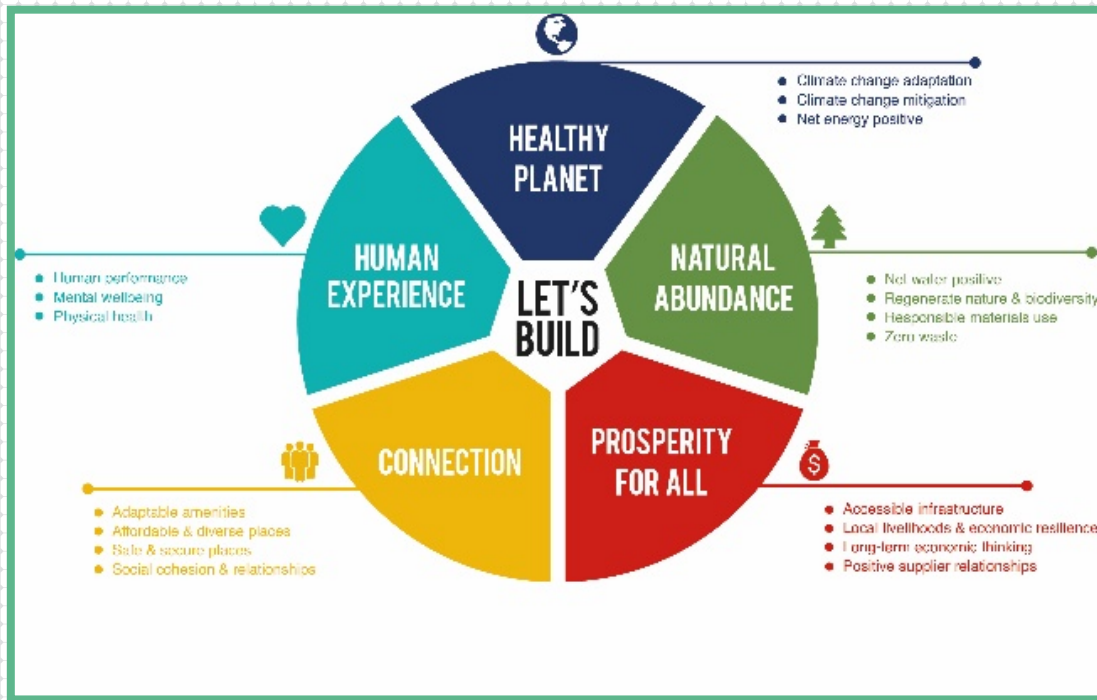 HEALTHY
PLANET
Climate change adaptation
Climate change mitigation
Net energy positive
NATURAL
ABUNDANCE
Net water positive
Regenerate nature & biodiversity
Responsible materials use
Zero waste
PROSPERITY
FOR ALL
$
Accessible infrastructure
Local livelihoods & economic resilience
Long-term economic thinking
Positive supplier relationships
CONNECTION
Adaptable amenities
Affordable & diverse places
Safe & secure places
Social cohesion & relationships
HUMAN
EXPERIENCE
Human performance
Mental wellbeing
Physical health
LET'S
BUILD